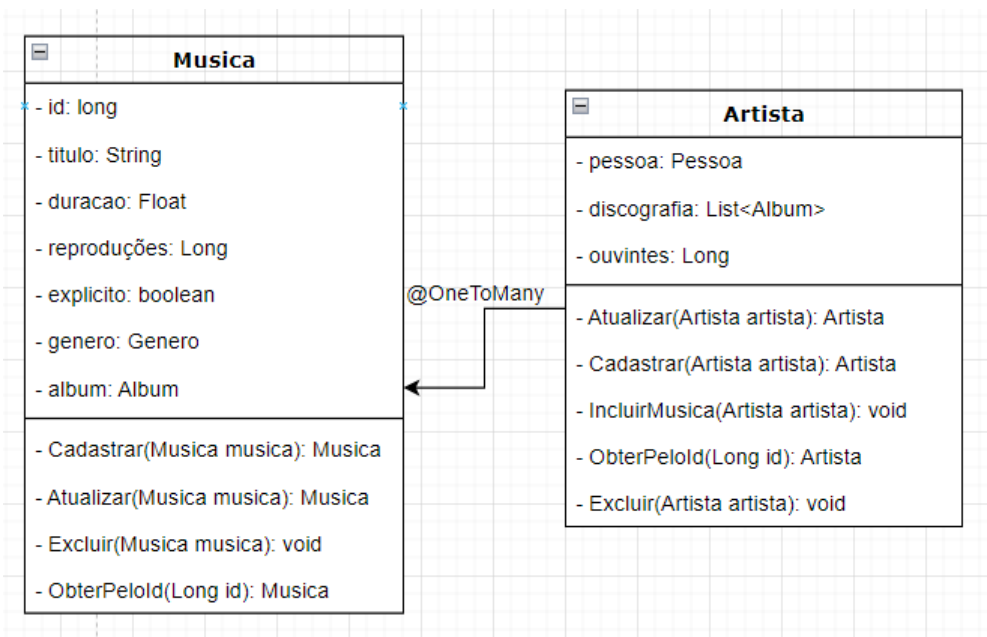 Musica
- id: long
- titulo: String
- duracao: Float
- reproduções: Long
- explicito: boolean
- genero: Genero
- album: Album
- Cadastrar(Musica musica): Musica
- Atualizar(Musica musica): Musica
- Excluir(Musica musica): void
- ObterPeloId(Long id): Musica
@OneToMany
Artista
- pessoa: Pessoa
- discografia: List<Album>
- ouvintes: Long
- Atualizar(Artista artista): Artista
- Cadastrar(Artista artista): Artista
- IncluirMusica(Artista artista): void
- ObterPeloId(Long id): Artista
- Excluir(Artista artista): void